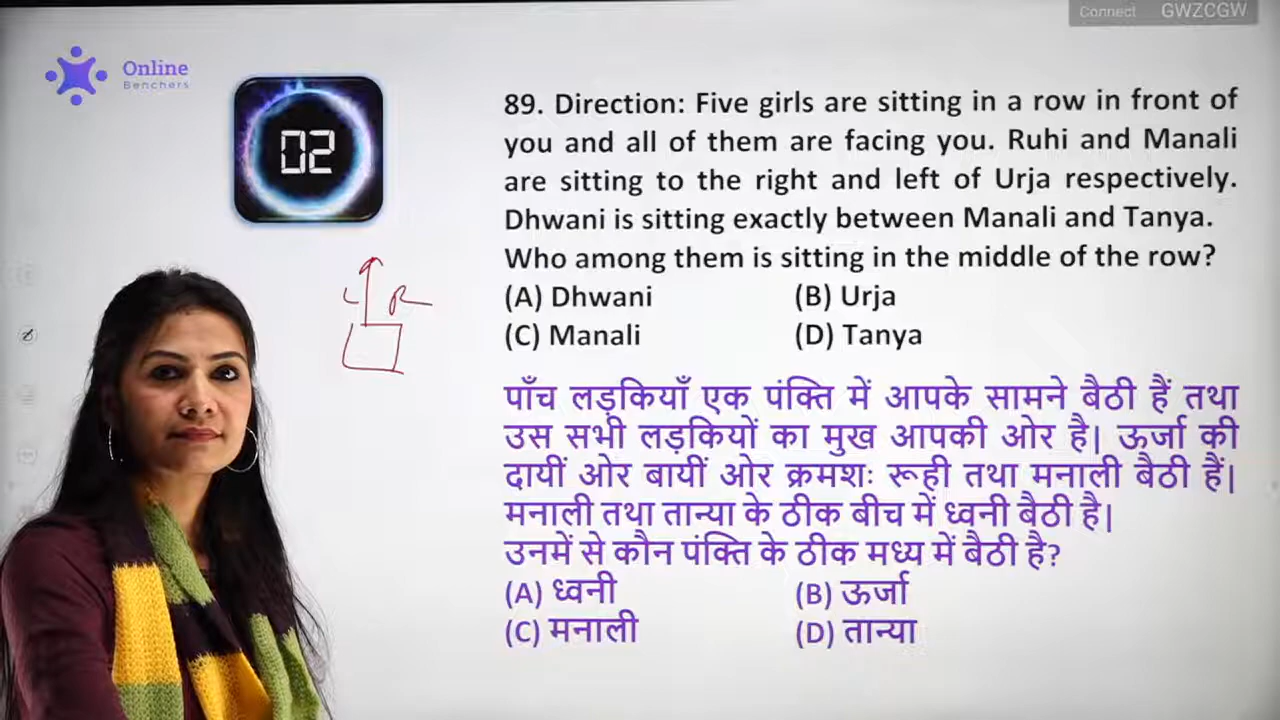 Connect GWZCGW
Online
Benchers
02
L R
89. Direction: Five girls are sitting in a row in front of
you and all of them are facing you. Ruhi and Manali
are sitting to the right and left of Urja respectively.
Dhwani is sitting exactly between Manali and Tanya.
Who among them is sitting in the middle of the row?
(A) Dhwani (B) Urja
(C) Manali (D) Tanya
पाँच लड़कियाँ एक पंक्ति में आपके सामने बैठी हैं तथा
उस सभी लड़कियों का मुख आपकी ओर है। ऊर्जा की
दायीं ओर बायीं ओर क्रमशः रूही तथा मनाली बैठी हैं।
मनाली तथा तान्या के ठीक बीच में ध्वनी बैठी है।
उनमें से कौन पंक्ति के ठीक मध्य में बैठी है?
(A) ध्वनी (B) ऊर्जा
(C) मनाली (D) तान्या